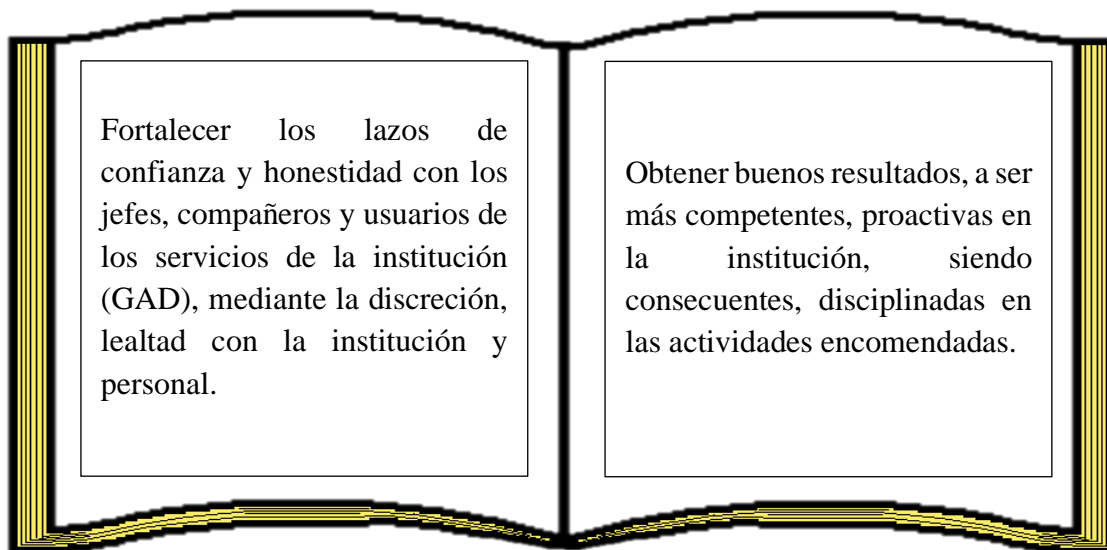 Fortalecer los lazos de
confianza y honestidad con los
jefes, compañeros y usuarios de
los servicios de la institución
(GAD), mediante la discreción,
lealtad con la institución y
personal.
Obtener buenos resultados, a ser
más competentes, proactivas en
la institución, siendo
consecuentes, disciplinadas en
las actividades encomendadas.